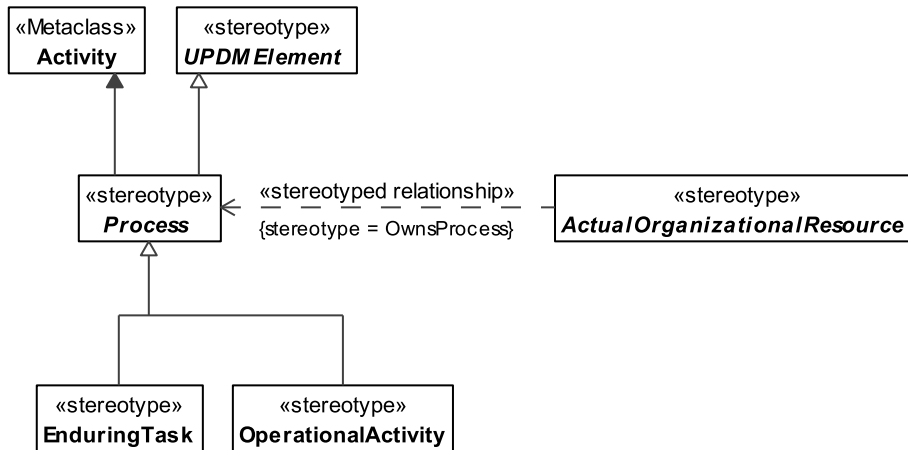 «Metaclass»
Activity
«stereotype»
UPDMElement
«stereotype»
Process
«stereotyped relationship»
{stereotype = OwnsProcess}
«stereotype»
ActualOrganizationalResource
«stereotype»
EnduringTask
«stereotype»
OperationalActivity